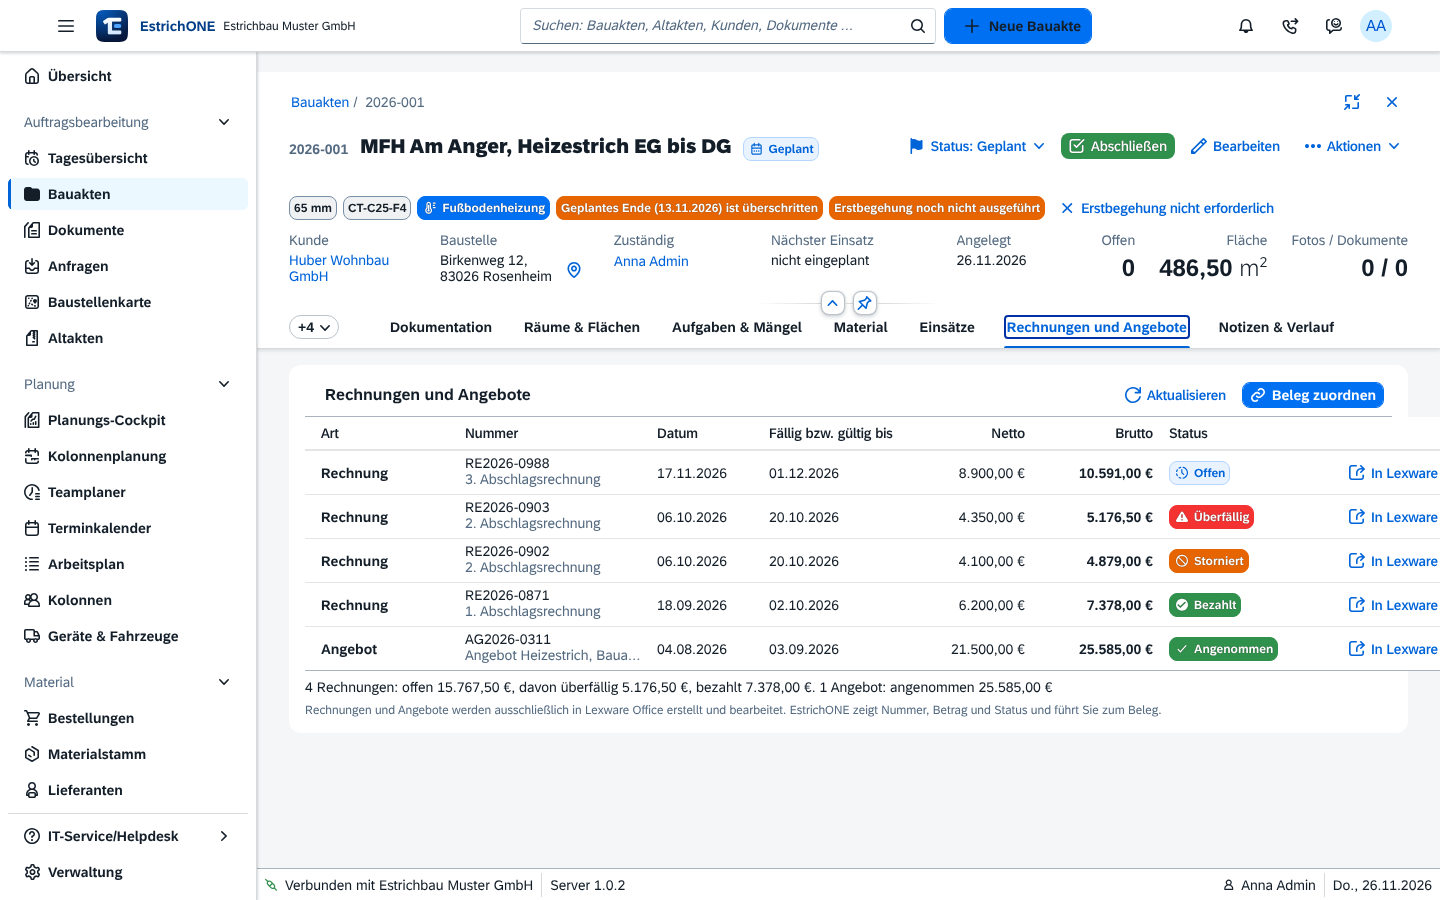 EstrichONE Estrichbau Muster GmbH
Suchen: Bauakten, Altakten, Kunden, Dokumente ...
Neue Bauakte
AA
Übersicht
Auftragsbearbeitung
Tagesübersicht
Bauakten
Dokumente
Anfragen
Baustellenkarte
Altakten
Planung
Planungs-Cockpit
Kolonnenplanung
Teamplaner
Terminkalender
Arbeitsplan
Kolonnen
Geräte & Fahrzeuge
Material
Bestellungen
Materialstamm
Lieferanten
IT-Service/Helpdesk
Verwaltung
Bauakten / 2026-001
2026-001 MFH Am Anger, Heizestrich EG bis DG Geplant
Status: Geplant Abschließen Bearbeiten Aktionen
65 mm CT-C25-F4 Fußbodenheizung Geplantes Ende (13.11.2026) ist überschritten Erstbegehung noch nicht ausgeführt Erstbegehung nicht erforderlich
Kunde
Huber Wohnbau
GmbH
Baustelle
Birkenweg 12,
83026 Rosenheim
Zuständig
Anna Admin
Nächster Einsatz
nicht eingeplant
Angelegt
26.11.2026
Offen
0
Fläche
486,50 m²
Fotos / Dokumente
0 / 0
+4 Dokumentation Räume & Flächen Aufgaben & Mängel Material Einsätze Rechnungen und Angebote Notizen & Verlauf
Rechnungen und Angebote Aktualisieren Beleg zuordnen
Art Nummer Datum Fällig bzw. gültig bis Netto Brutto Status
Rechnung RE2026-0988 17.11.2026 01.12.2026 8.900,00 € 10.591,00 € Offen In Lexware
3. Abschlagsrechnung
Rechnung RE2026-0903 06.10.2026 20.10.2026 4.350,00 € 5.176,50 € Überfällig In Lexware
2. Abschlagsrechnung
Rechnung RE2026-0902 06.10.2026 20.10.2026 4.100,00 € 4.879,00 € Storniert In Lexware
2. Abschlagsrechnung
Rechnung RE2026-0871 18.09.2026 02.10.2026 6.200,00 € 7.378,00 € Bezahlt In Lexware
1. Abschlagsrechnung
Angebot AG2026-0311 04.08.2026 03.09.2026 21.500,00 € 25.585,00 € Angenommen In Lexware
Angebot Heizestrich, Baua...
4 Rechnungen: offen 15.767,50 €, davon überfällig 5.176,50 €, bezahlt 7.378,00 €. 1 Angebot: angenommen 25.585,00 €
Rechnungen und Angebote werden ausschließlich in Lexware Office erstellt und bearbeitet. EstrichONE zeigt Nummer, Betrag und Status und führt Sie zum Beleg.
Verbunden mit Estrichbau Muster GmbH Server 1.0.2 Anna Admin Do., 26.11.2026